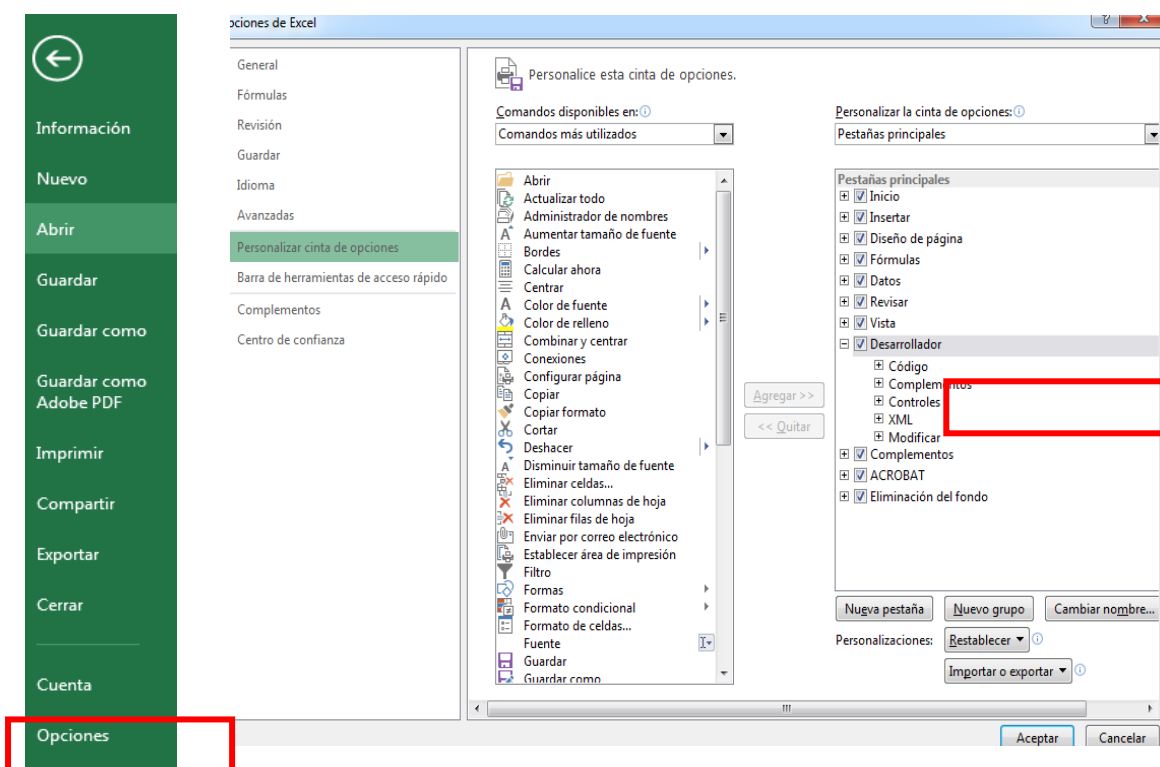 Información
Nuevo
Abrir
Guardar
Guardar como
Guardar como
Adobe PDF
Imprimir
Compartir
Exportar
Cerrar
Cuenta
Opciones
pciones de Excel
General
Fórmulas
Revisión
Guardar
Idioma
Avanzadas
Personalizar cinta de opciones
Barra de herramientas de acceso rápido
Complementos
Centro de confianza
Personalice esta cinta de opciones.
Comandos disponibles en:
Comandos más utilizados
Abrir
Actualizar todo
Administrador de nombres
Aumentar tamaño de fuente
Bordes
Calcular ahora
Centrar
Color de fuente
Color de relleno
Combinar y centrar
Conexiones
Configurar página
Copiar
Copiar formato
Cortar
Deshacer
Disminuir tamaño de fuente
Eliminar celdas...
Eliminar columnas de hoja
Eliminar filas de hoja
Enviar por correo electrónico
Establecer área de impresión
Filtro
Formas
Formato condicional
Formato de celdas...
Fuente
Guardar
Guardar como
Agregar >>
<< Quitar
Personalizar la cinta de opciones:
Pestañas principales
Pestañas principales
Inicio
Insertar
Diseño de página
Fórmulas
Datos
Revisar
Vista
Desarrollador
Código
Complementos
Controles
XML
Modificar
Complementos
ACROBAT
Eliminación del fondo
Nueva pestaña
Nuevo grupo
Cambiar nombre...
Personalizaciones:
Restablecer
Importar o exportar
Aceptar
Cancelar